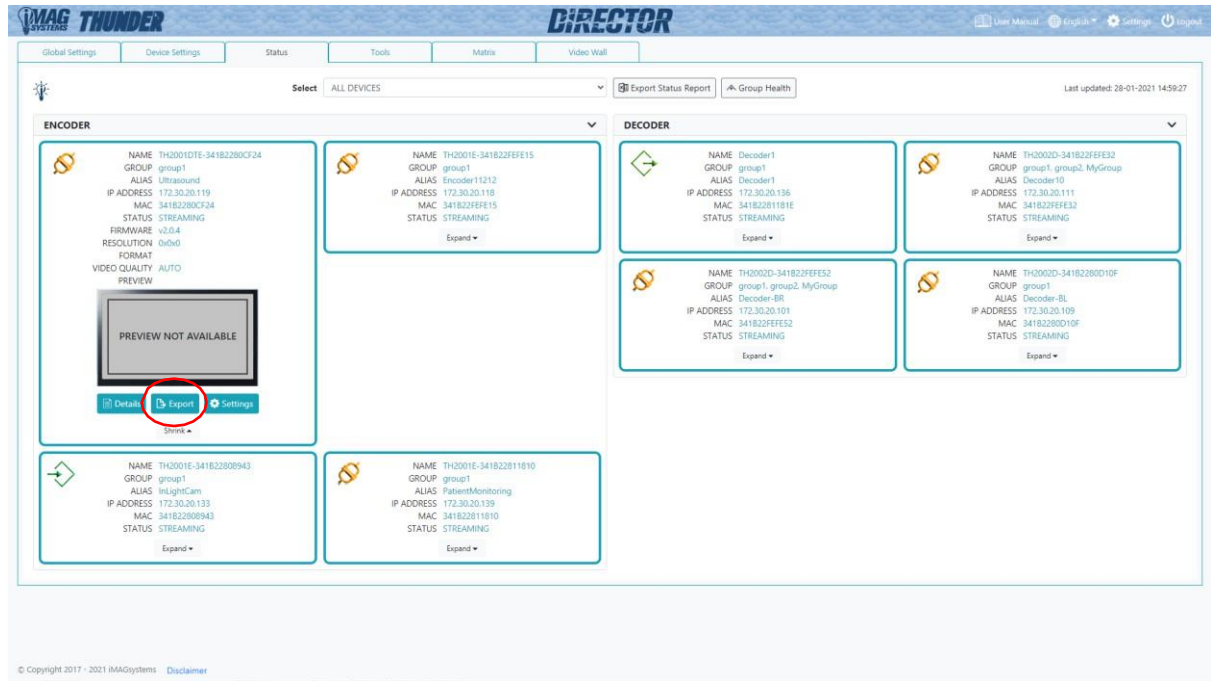 iMAG SYSTEMS THUNDER
DiRECTOR
User Manual English Settings Logout
Global Settings Device Settings Status Tools Matrix Video Wall
Select ALL DEVICES Export Status Report Group Health Last updated: 28-01-2021 14:59:27
ENCODER
NAME TH2001DTE-341B2280CF24
GROUP group1
ALIAS Ultrasound
IP ADDRESS 172.30.20.119
MAC 341B2280CF24
STATUS STREAMING
FIRMWARE v2.0.4
RESOLUTION 0x0x0
FORMAT
VIDEO QUALITY AUTO
PREVIEW
PREVIEW NOT AVAILABLE
Details Export Settings
Shrink
NAME TH2001E-341B22FEFE15
GROUP group1
ALIAS Encoder11212
IP ADDRESS 172.30.20.118
MAC 341B22FEFE15
STATUS STREAMING
Expand
NAME TH2001E-341B22808943
GROUP group1
ALIAS InLightCam
IP ADDRESS 172.30.20.133
MAC 341B22808943
STATUS STREAMING
Expand
NAME TH2001E-341B22811810
GROUP group1
ALIAS PatientMonitoring
IP ADDRESS 172.30.20.139
MAC 341B22811810
STATUS STREAMING
Expand
DECODER
NAME Decoder1
GROUP group1
ALIAS Decoder1
IP ADDRESS 172.30.20.136
MAC 341B2281181E
STATUS STREAMING
Expand
NAME TH2002D-341B22FEFE32
GROUP group1, group2, MyGroup
ALIAS Decoder10
IP ADDRESS 172.30.20.111
MAC 341B22FEFE32
STATUS STREAMING
Expand
NAME TH2002D-341B22FEFE52
GROUP group1, group2, MyGroup
ALIAS Decoder-BR
IP ADDRESS 172.30.20.101
MAC 341B22FEFE52
STATUS STREAMING
Expand
NAME TH2002D-341B2280D10F
GROUP group1
ALIAS Decoder-BL
IP ADDRESS 172.30.20.109
MAC 341B2280D10F
STATUS STREAMING
Expand
© Copyright 2017 - 2021 iMAGsystems Disclaimer